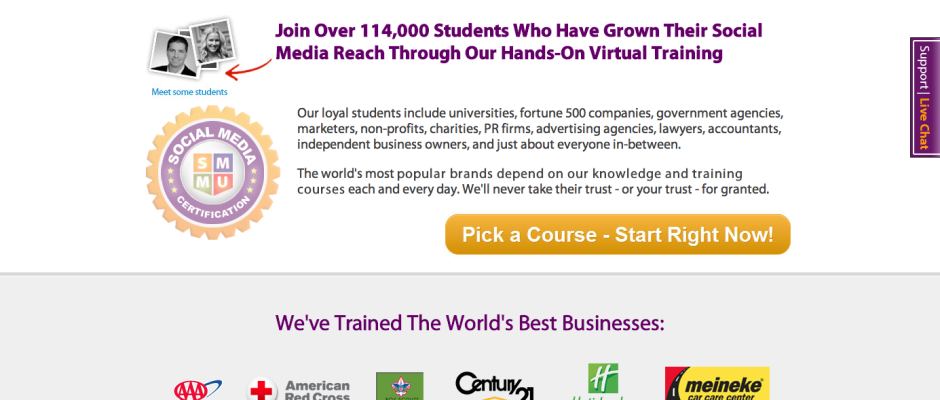 Join Over 114,000 Students Who Have Grown Their Social
Media Reach Through Our Hands-On Virtual Training
Meet some students
Support | Live Chat
SOCIAL MEDIA
SM
MU
CERTIFICATION
Our loyal students include universities, fortune 500 companies, government agencies,
marketers, non-profits, charities, PR firms, advertising agencies, lawyers, accountants,
independent business owners, and just about everyone in-between.
The world's most popular brands depend on our knowledge and training
courses each and every day. We'll never take their trust - or your trust - for granted.
Pick a Course - Start Right Now!
We've Trained The World's Best Businesses:
AAA
American
Red Cross
Century 21
H
meineke
car care center